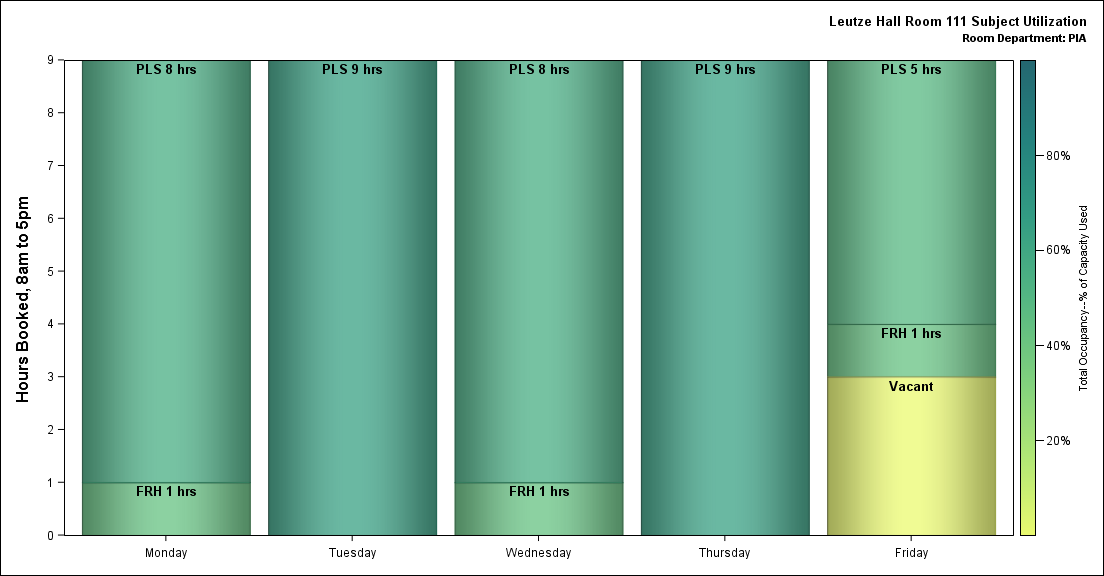 Leutze Hall Room 111 Subject Utilization
Room Department: PIA
Hours Booked, 8am to 5pm
9
8
7
6
5
4
3
2
1
0
PLS 8 hrs
FRH 1 hrs
PLS 9 hrs
PLS 8 hrs
FRH 1 hrs
PLS 9 hrs
PLS 5 hrs
FRH 1 hrs
Vacant
Monday
Tuesday
Wednesday
Thursday
Friday
80%
60%
40%
20%
Total Occupancy--% of Capacity Used